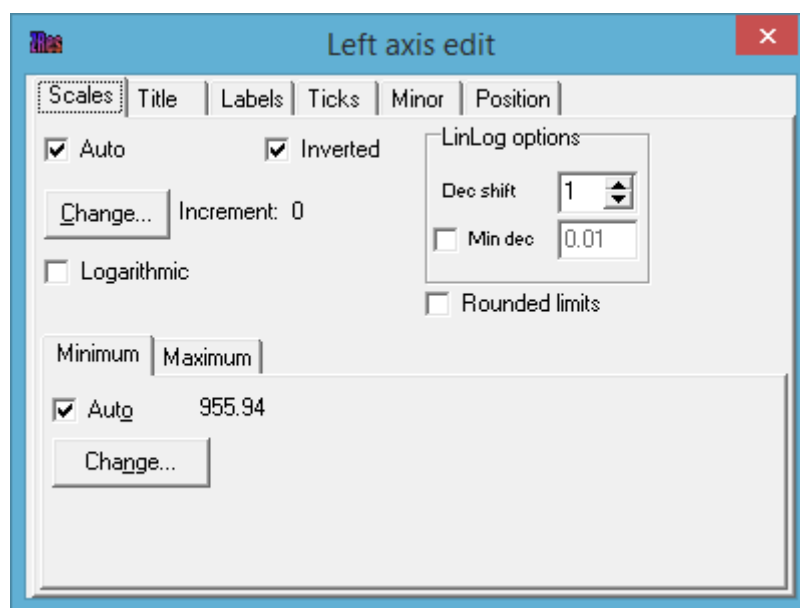 2Res
Left axis edit
Scales Title Labels Ticks Minor Position
Auto Inverted LinLog options
Change... Increment: 0 Dec shift 1
Min dec 0.01
Logarithmic
Rounded limits
Minimum Maximum
Auto 955.94
Change...